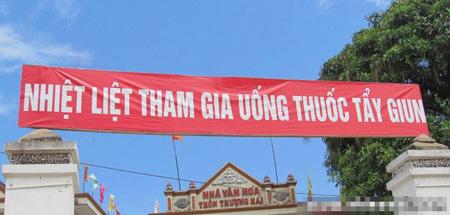 NHIỆT LIỆT THAM GIA UỐNG THUỐC TẨY GIUN
NHÀ VĂN HÓA
THÔN THƯỢNG HẢI